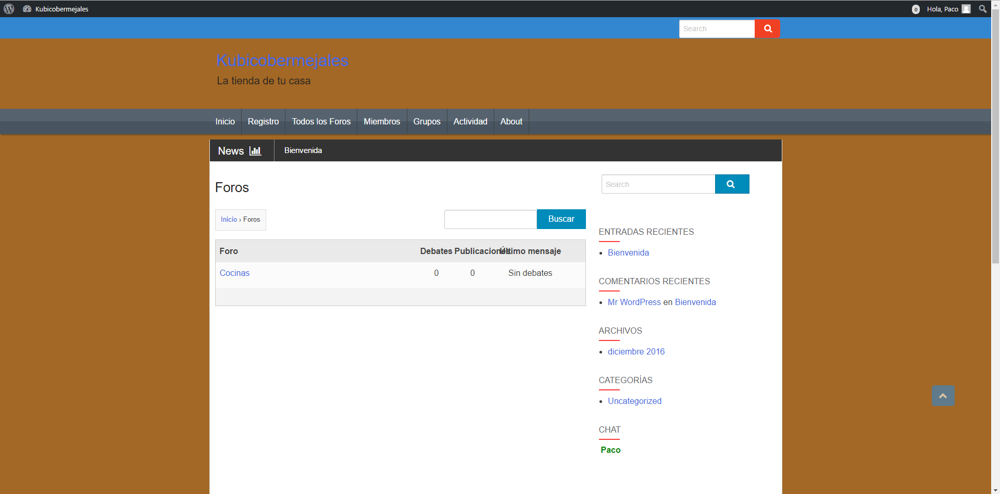 Kubicobermejales
0
Hola, Paco
Search
Kubicobermejales
La tienda de tu casa
Inicio
Registro
Todos los Foros
Miembros
Grupos
Actividad
About
News
Bienvenida
Foros
Inicio › Foros
Buscar
Foro
Debates
Publicaciones
Último mensaje
Cocinas
0
0
Sin debates
Search
ENTRADAS RECIENTES
Bienvenida
COMENTARIOS RECIENTES
Mr WordPress en Bienvenida
ARCHIVOS
diciembre 2016
CATEGORÍAS
Uncategorized
CHAT
Paco